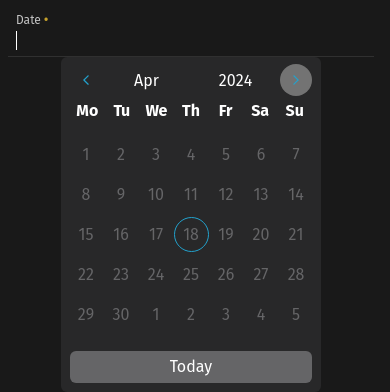 Date •
Apr 2024
Mo Tu We Th Fr Sa Su
1 2 3 4 5 6 7
8 9 10 11 12 13 14
15 16 17 18 19 20 21
22 23 24 25 26 27 28
29 30 1 2 3 4 5
Today